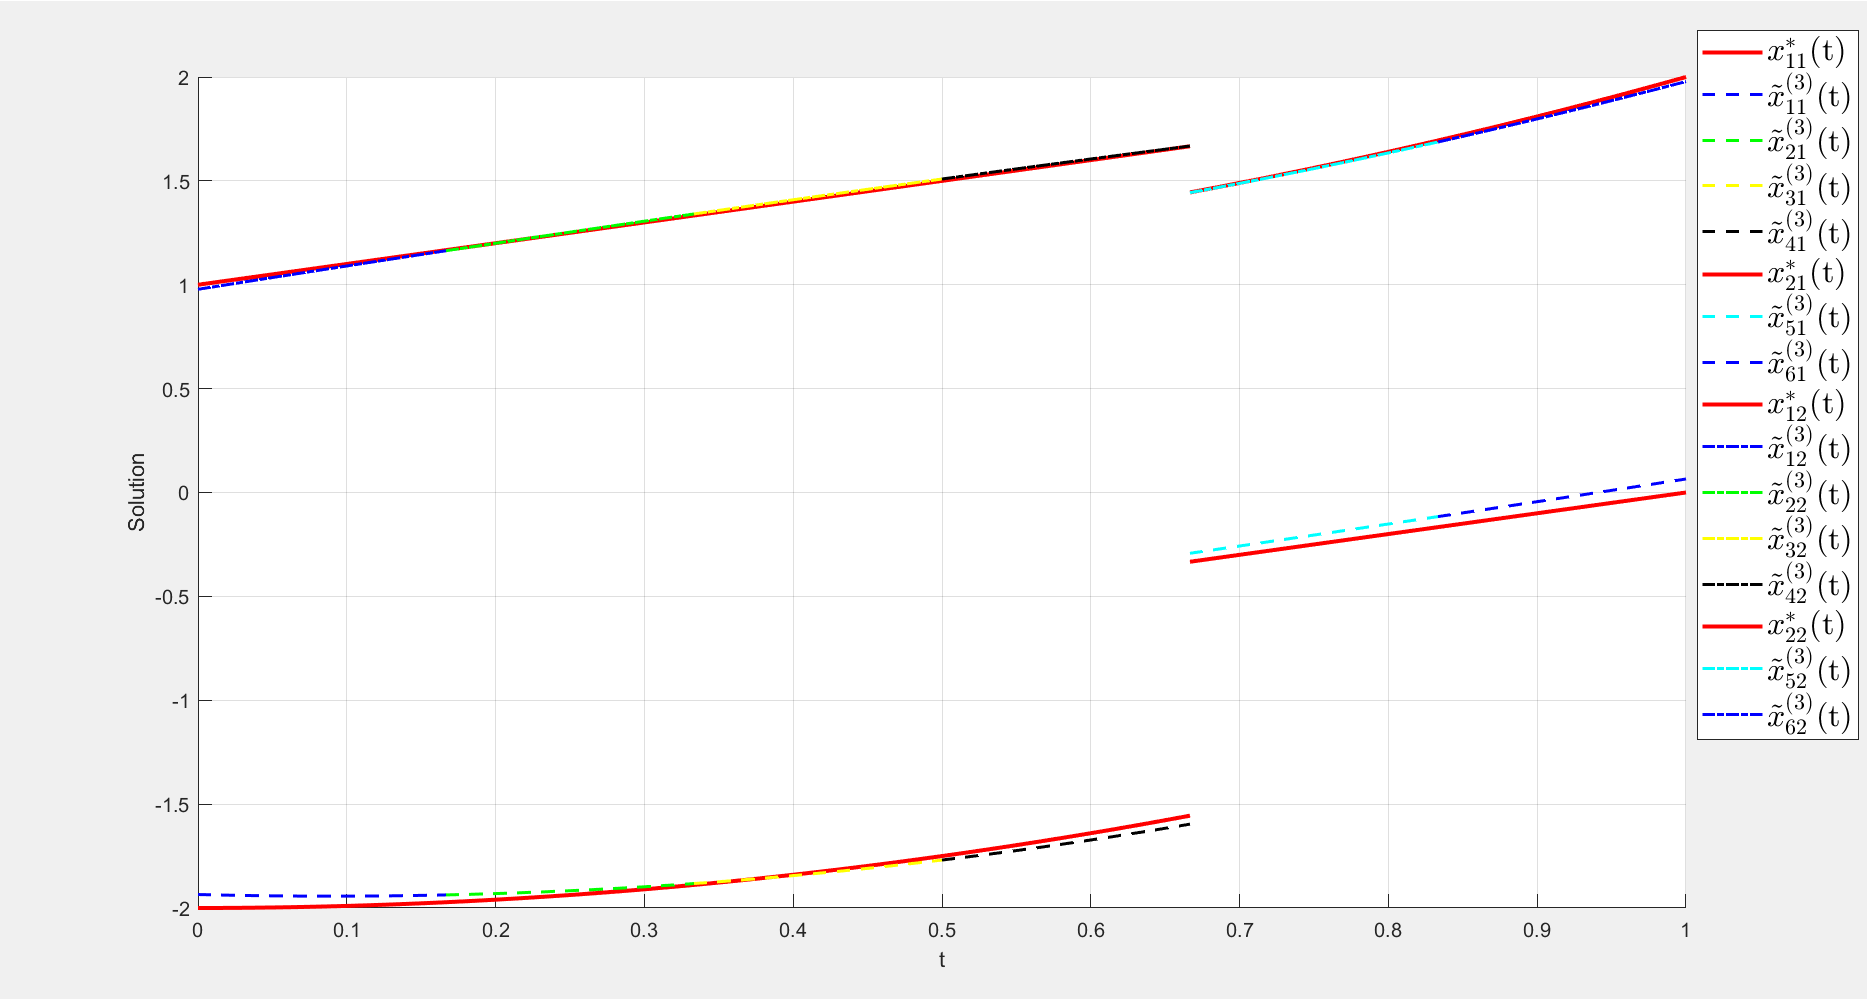 2
1.5
1
0.5
0
-0.5
-1
-1.5
-2
Solution
0 0.1 0.2 0.3 0.4 0.5 0.6 0.7 0.8 0.9 1
t
x*₁₁(t)
x̃₁₁⁽³⁾(t)
x̃₂₁⁽³⁾(t)
x̃₃₁⁽³⁾(t)
x̃₄₁⁽³⁾(t)
x*₂₁(t)
x̃₅₁⁽³⁾(t)
x̃₆₁⁽³⁾(t)
x*₁₂(t)
x̃₁₂⁽³⁾(t)
x̃₂₂⁽³⁾(t)
x̃₃₂⁽³⁾(t)
x̃₄₂⁽³⁾(t)
x*₂₂(t)
x̃₅₂⁽³⁾(t)
x̃₆₂⁽³⁾(t)